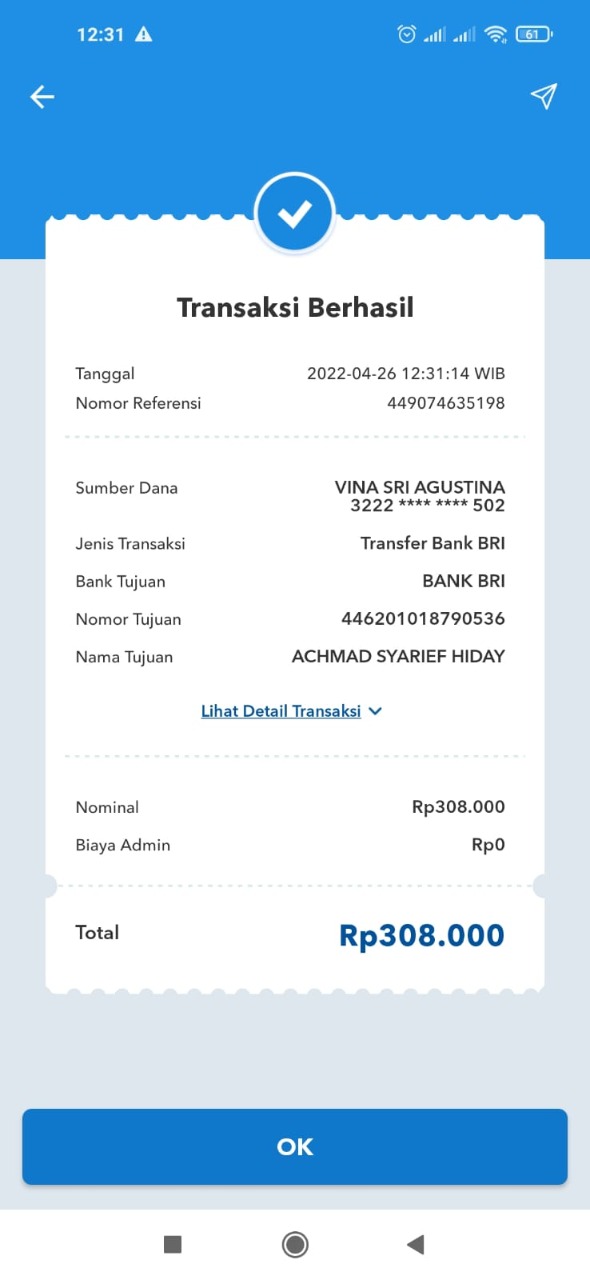 12:31
61
Transaksi Berhasil
Tanggal 2022-04-26 12:31:14 WIB
Nomor Referensi 449074635198
Sumber Dana VINA SRI AGUSTINA
3222 **** **** 502
Jenis Transaksi Transfer Bank BRI
Bank Tujuan BANK BRI
Nomor Tujuan 446201018790536
Nama Tujuan ACHMAD SYARIEF HIDAY
Lihat Detail Transaksi
Nominal Rp308.000
Biaya Admin Rp0
Total Rp308.000
OK